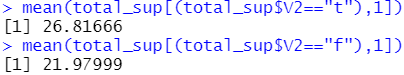 > mean(total_sup[(total_sup$V2=="t"),1])
[1] 26.81666
> mean(total_sup[(total_sup$V2=="f"),1])
[1] 21.97999